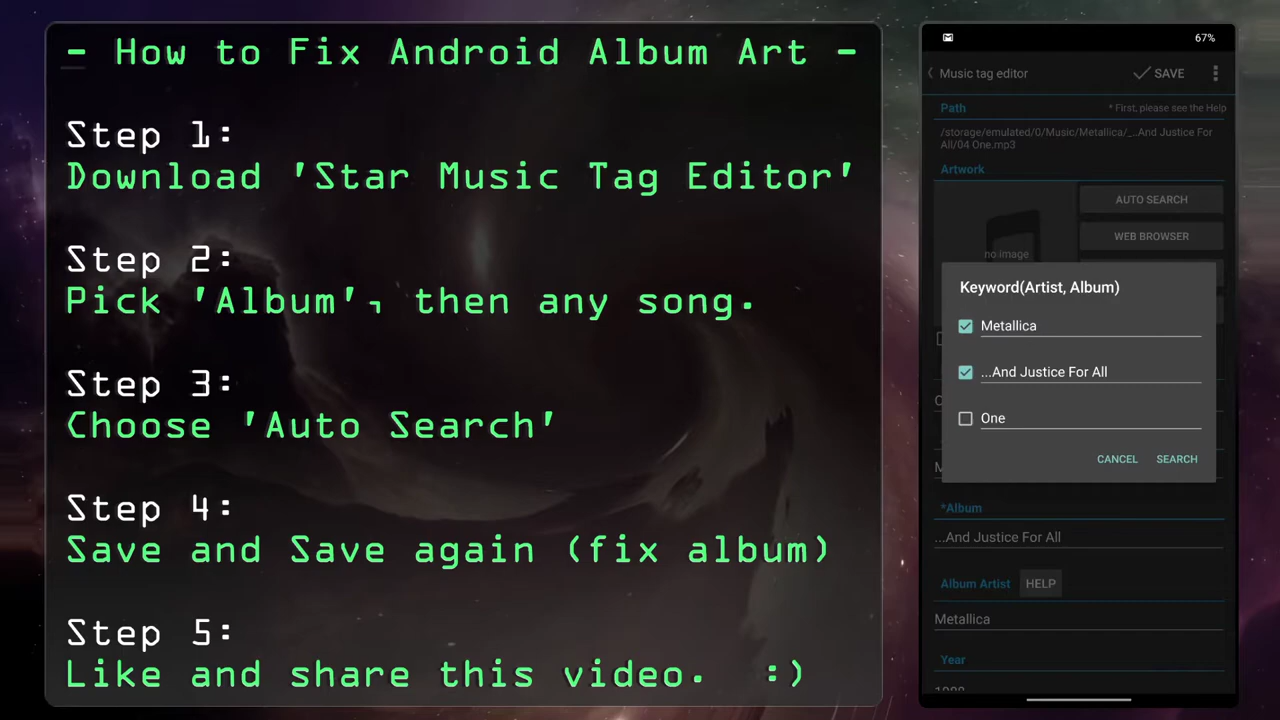 - How to Fix Android Album Art -
Step 1:
Download 'Star Music Tag Editor'
Step 2:
Pick 'Album', then any song.
Step 3:
Choose 'Auto Search'
Step 4:
Save and Save again (fix album)
Step 5:
Like and share this video. :)
67%
Music tag editor
SAVE
Path
* First, please see the Help
/storage/emulated/0/Music/Metallica/_..And Justice For
All/04 One.mp3
Artwork
AUTO SEARCH
no image
WEB BROWSER
Keyword(Artist, Album)
Metallica
...And Justice For All
One
CANCEL
SEARCH
*Album
...And Justice For All
Album Artist
HELP
Metallica
Year